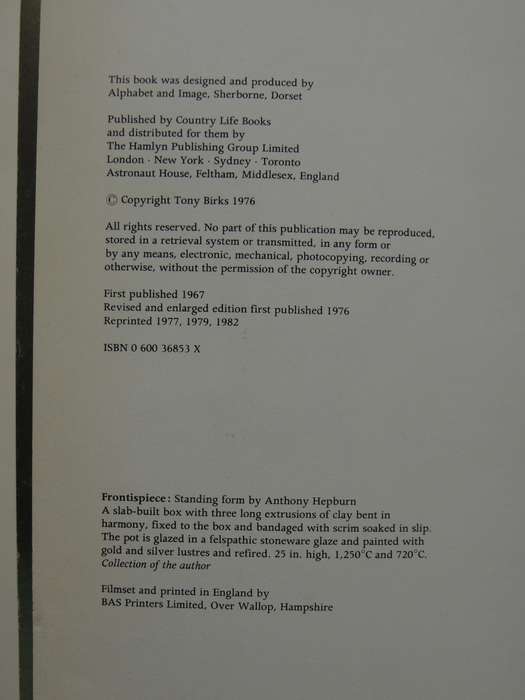 This book was designed and produced by
Alphabet and Image, Sherborne, Dorset
Published by Country Life Books
and distributed for them by
The Hamlyn Publishing Group Limited
London · New York · Sydney · Toronto
Astronaut House, Feltham, Middlesex, England
© Copyright Tony Birks 1976
All rights reserved. No part of this publication may be reproduced,
stored in a retrieval system or transmitted, in any form or
by any means, electronic, mechanical, photocopying, recording or
otherwise, without the permission of the copyright owner.
First published 1967
Revised and enlarged edition first published 1976
Reprinted 1977, 1979, 1982
ISBN 0 600 36853 X
Frontispiece: Standing form by Anthony Hepburn
A slab-built box with three long extrusions of clay bent in
harmony, fixed to the box and bandaged with scrim soaked in slip.
The pot is glazed in a felspathic stoneware glaze and painted with
gold and silver lustres and refired. 25 in. high, 1,250°C and 720°C.
Collection of the author
Filmset and printed in England by
BAS Printers Limited, Over Wallop, Hampshire